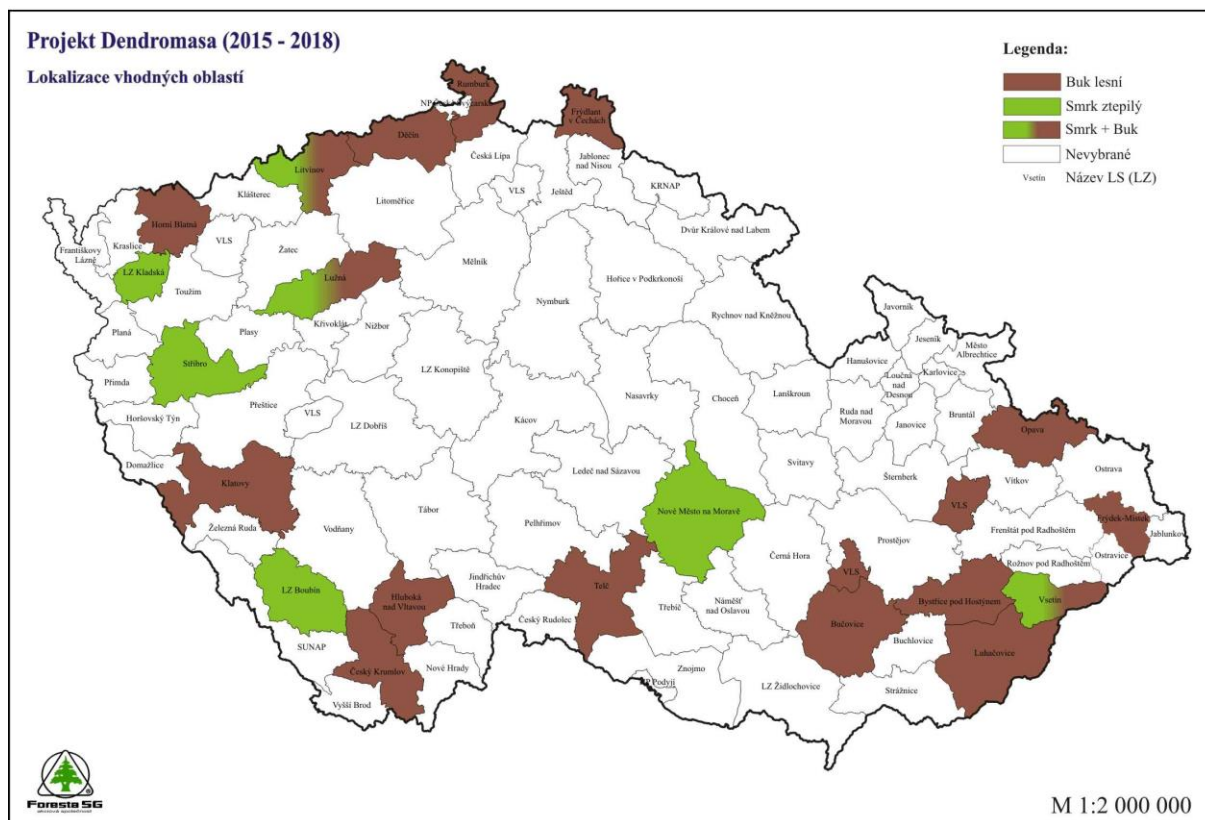 Projekt Dendromasa (2015 - 2018)
Lokalizace vhodných oblastí
Legenda:
Buk lesní
Smrk ztepilý
Smrk + Buk
Nevybrané
Vsetín
Název LS (LZ)
Rumburk
Děčín
Frýdlant
v Čechách
Litvínov
Česká Lípa
Jablonec
nad Nisou
VLS
Ještěd
KRNAP
Klášterec
Litoměřice
Horní Blatná
Kraslice
Františkovy
Lázně
VLS
Žatec
Dvůr Králové nad Labem
Mělník
LZ Kladská
Toužim
Lužná
Hořice v Podkrkonoší
Nymburk
Rychnov nad Kněžnou
Javorník
Jeseník
Město
Albrechtice
Planá
Plasy
Křivoklát
Nižbor
Hanušovice
Loučná
nad
Desnou
Karlovice
Stříbro
LZ Konopiště
Přimda
Nasavrky
Choceň
Lanškroun
Ruda nad
Moravou
Janovice
Bruntál
Horšovský Týn
Přeštice
VLS
LZ Dobříš
Kácov
Opava
Domažlice
Klatovy
Ledeč nad Sázavou
Svitavy
Šternberk
Vítkov
Ostrava
Železná Ruda
Vodňany
Tábor
Pelhřimov
Nové Město na Moravě
VLS
Frýdek-Místek
Frenštát pod Radhoštěm
Jablunkov
Ostravice
Prostějov
Černá Hora
Rožnov pod Radhoštěm
LZ Boubín
Hluboká
nad Vltavou
Jindřichův
Hradec
Telč
VLS
Bystřice pod Hostýnem
Vsetín
Třebíč
Náměšť
nad Oslavou
Třeboň
Český Rudolec
Bučovice
Buchlovice
SUNAP
Český Krumlov
Nové Hrady
Luhačovice
Znojmo
LZ Židlochovice
Strážnice
Vyšší Brod
Foresta SG
M 1:2 000 000